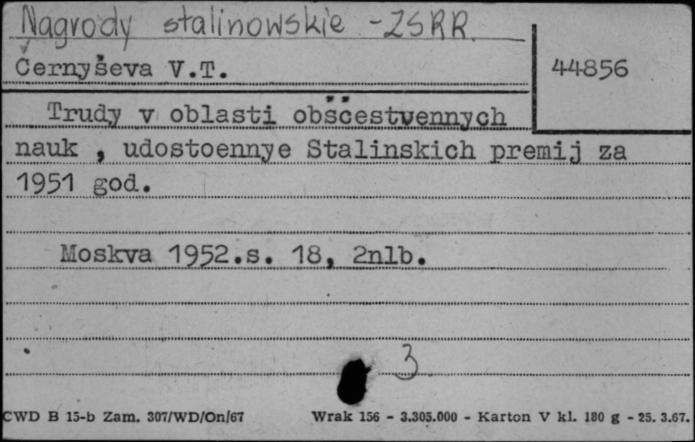 Nagrody stalinowskie - ZSRR
Černyševa V.T.
44856
Trudy v oblasti obščestvennych
nauk , udostoennye Stalinskich premij za
1951 god.
Moskva 1952.s. 18, 2nlb.
3
CWD B 15-b Zam. 307/WD/On/67 Wrak 156 - 3.305.000 - Karton V kl. 180 g - 25. 3.67.